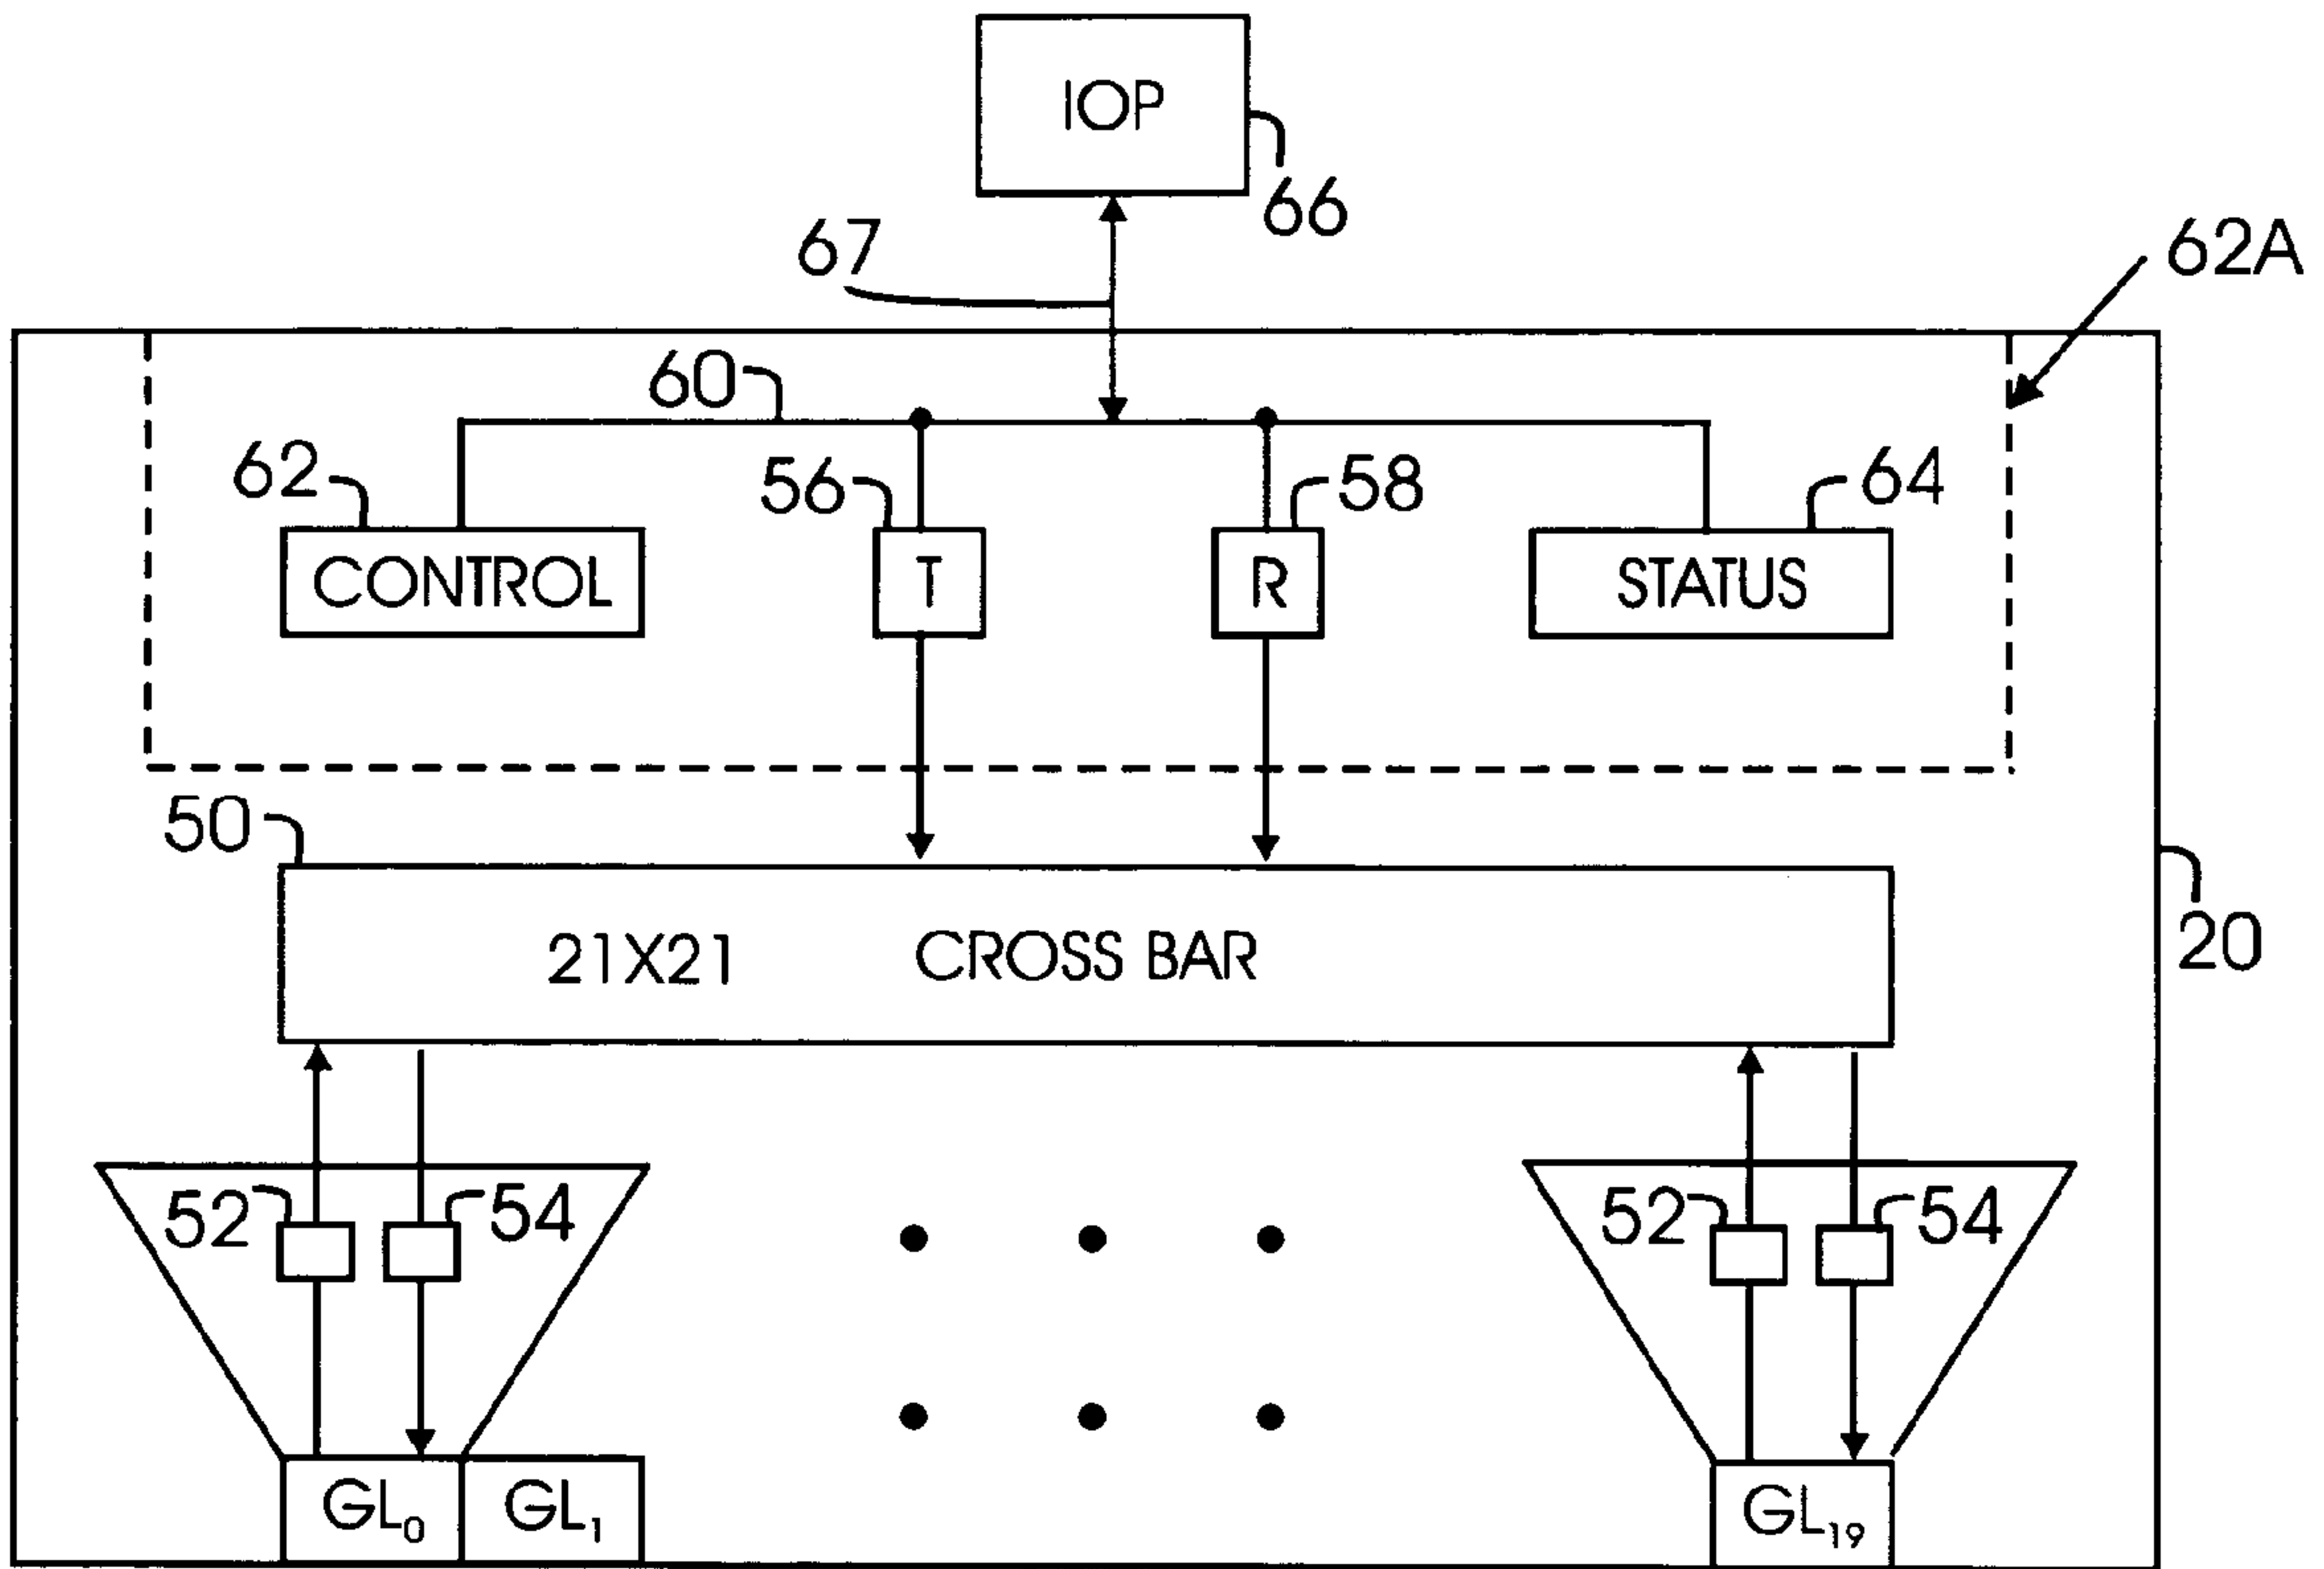 IOP
66
67
62A
60
62
56
58
64
CONTROL
T
R
STATUS
50
21X21 CROSS BAR
20
52
54
52
54
GL0
GL1
GL19